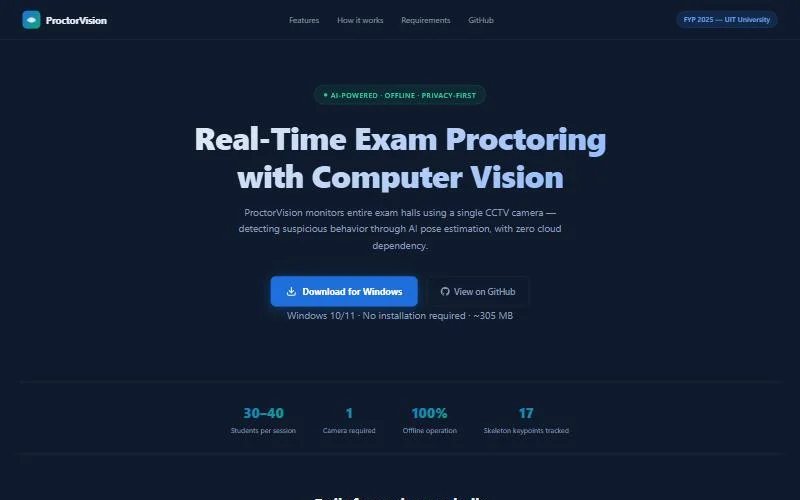 ProctorVision
Features
How it works
Requirements
GitHub
FYP 2025 — UIT University
AI-POWERED · OFFLINE · PRIVACY-FIRST
Real-Time Exam Proctoring
with Computer Vision
ProctorVision monitors entire exam halls using a single CCTV camera —
detecting suspicious behavior through AI pose estimation, with zero cloud
dependency.
Download for Windows
View on GitHub
Windows 10/11 · No installation required · ~305 MB
30–40
Students per session
1
Camera required
100%
Offline operation
17
Skeleton keypoints tracked